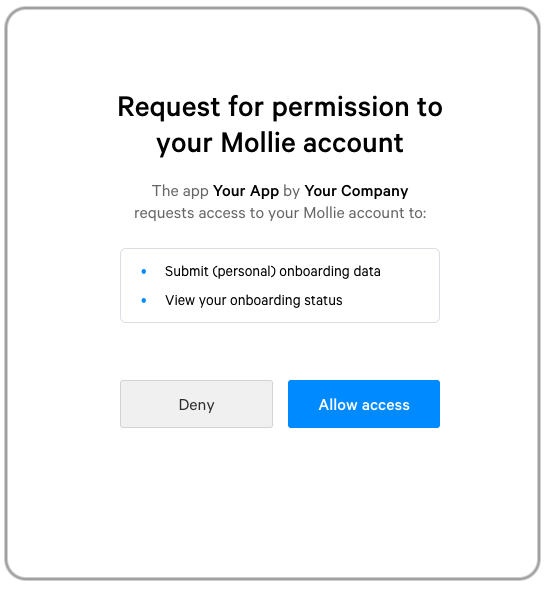 Request for permission to
your Mollie account
The app Your App by Your Company
requests access to your Mollie account to:
• Submit (personal) onboarding data
• View your onboarding status
Deny
Allow access